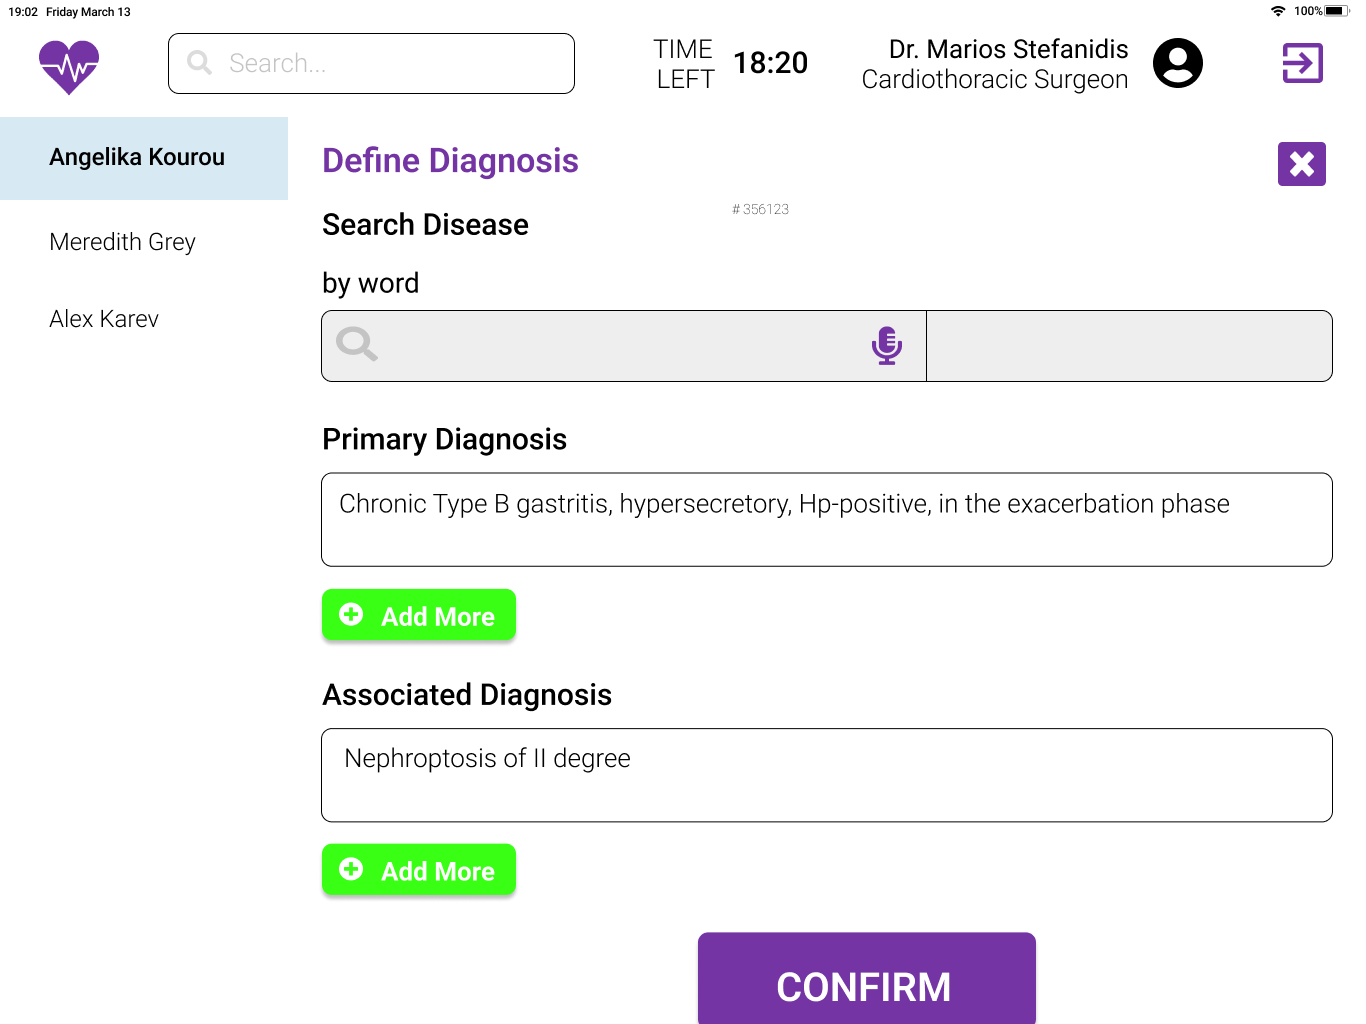 19:02 Friday March 13
100%
Search...
TIME LEFT
18:20
Dr. Marios Stefanidis
Cardiothoracic Surgeon
Angelika Kourou
Meredith Grey
Alex Karev
Define Diagnosis
# 356123
Search Disease
by word
Primary Diagnosis
Chronic Type B gastritis, hypersecretory, Hp-positive, in the exacerbation phase
Add More
Associated Diagnosis
Nephroptosis of II degree
Add More
CONFIRM